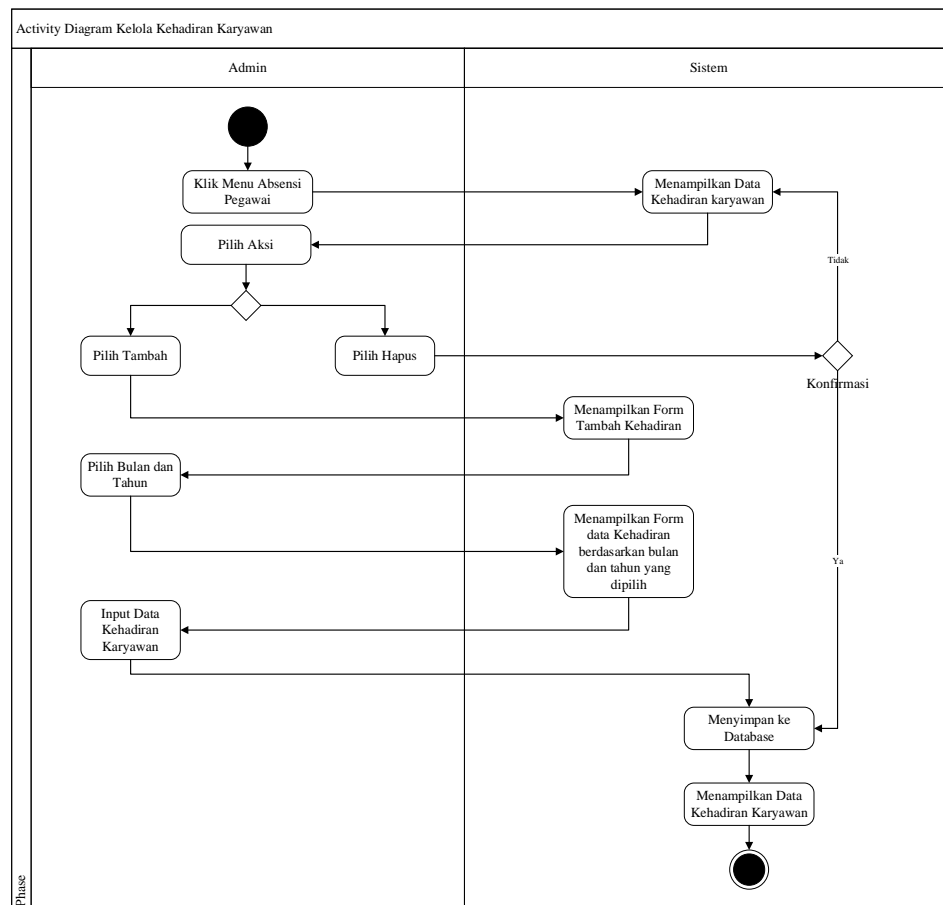 Activity Diagram Kelola Kehadiran Karyawan
Admin
Sistem
Klik Menu Absensi
Pegawai
Menampilkan Data
Kehadiran karyawan
Pilih Aksi
Tidak
Pilih Tambah
Pilih Hapus
Konfirmasi
Menampilkan Form
Tambah Kehadiran
Pilih Bulan dan
Tahun
Menampilkan Form
data Kehadiran
berdasarkan bulan
dan tahun yang
dipilih
Ya
Input Data
Kehadiran
Karyawan
Menyimpan ke
Database
Menampilkan Data
Kehadiran Karyawan
Phase